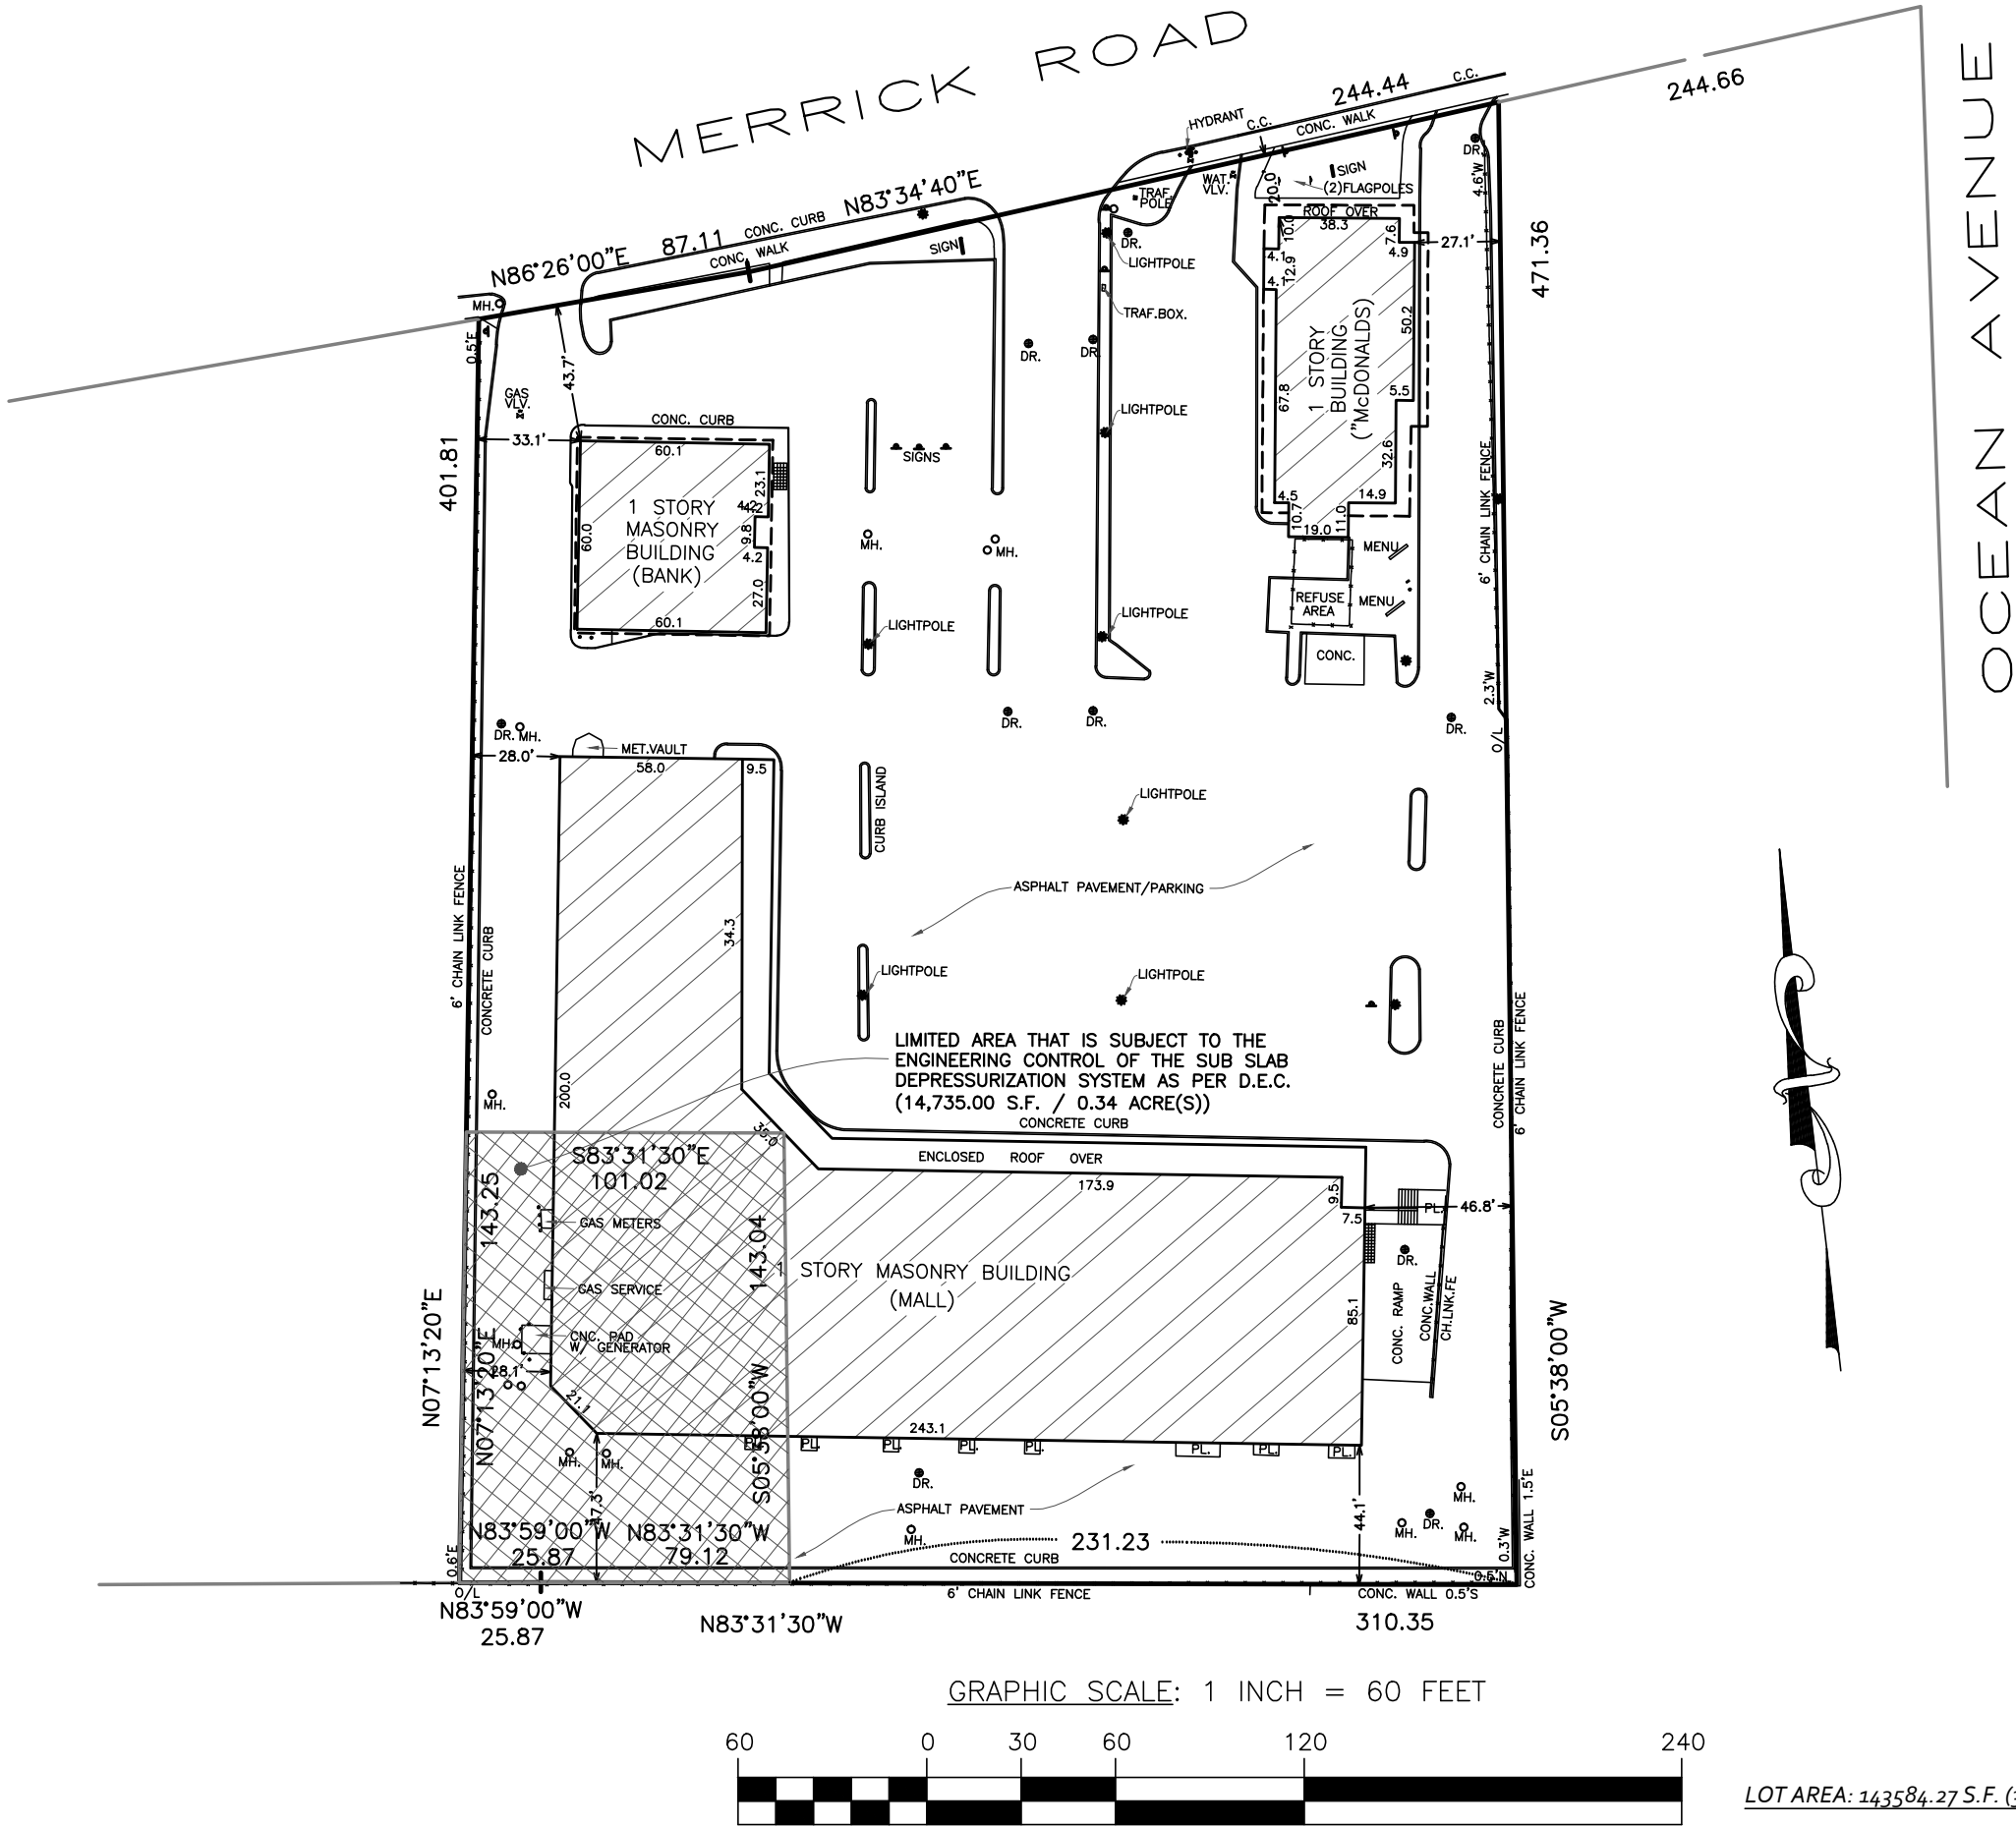 MERRICK ROAD
OCEAN AVENUE
244.44
C.C.
244.66
HYDRANT
C.C.
CONC. WALK
N83°34'40"E
CONC. CURB
87.11
N86°26'00"E
CONC. WALK
SIGN
MH.
0.5'E
WAT.
VLV.
TRAF.
POLE
20.0
SIGN
(2)FLAGPOLES
DR.
4.6'W
ROOF OVER
38.3
10.0
7.6
4.9
27.1'
471.36
4.1
12.9
4.1
DR.
LIGHTPOLE
TRAF.BOX.
DR.
DR.
43.7'
GAS
VLV.
33.1'
401.81
CONC. CURB
60.1
23.1
4.2
4.2
9.8
4.2
27.0
60.0
60.1
1 STORY
MASONRY
BUILDING
(BANK)
SIGNS
LIGHTPOLE
1 STORY
BUILDING
("McDONALDS)
50.2
67.8
5.5
32.6
14.9
4.5
10.7
19.0
11.0
MENU
MENU
REFUSE
AREA
CONC.
6' CHAIN LINK FENCE
MH.
MH.
LIGHTPOLE
LIGHTPOLE
2.3'W
O/L
DR.
DR.
DR.
DR.
MH.
28.0'
MET.VAULT
58.0
9.5
CURB ISLAND
LIGHTPOLE
ASPHALT PAVEMENT/PARKING
34.3
6' CHAIN LINK FENCE
CONCRETE CURB
LIGHTPOLE
LIGHTPOLE
LIMITED AREA THAT IS SUBJECT TO THE
ENGINEERING CONTROL OF THE SUB SLAB
DEPRESSURIZATION SYSTEM AS PER D.E.C.
(14,735.00 S.F. / 0.34 ACRE(S))
CONCRETE CURB
CONCRETE CURB
6' CHAIN LINK FENCE
MH.
200.0
S83°31'30"E
101.02
ENCLOSED ROOF OVER
173.9
9.5
7.5
46.8'
PL.
DR.
143.25
GAS METERS
143.04
GAS SERVICE
1 STORY MASONRY BUILDING
(MALL)
85.1
CONC. RAMP
CONC.WALL
CH.LNK.FE
N07°13'20"E
N07°13'20"E
MH.
CNC. PAD
W/ GENERATOR
28.1'
21.1
S05°38'00"W
S05°38'00"W
243.1
PL.
PL.
PL.
PL.
PL.
PL.
PL.
PL.
MH.
MH.
DR.
ASPHALT PAVEMENT
MH.
44.1'
MH.
MH.
DR.
MH.
CONC. WALL 1.5'E
0.3'W
N83°59'00"W
25.87
N83°31'30"W
79.12
231.23
CONCRETE CURB
0.6'E
O/L
6' CHAIN LINK FENCE
CONC. WALL 0.5'S
0.5'N
N83°59'00"W
25.87
N83°31'30"W
310.35
GRAPHIC SCALE: 1 INCH = 60 FEET
60 0 30 60 120 240
LOT AREA: 143584.27 S.F.